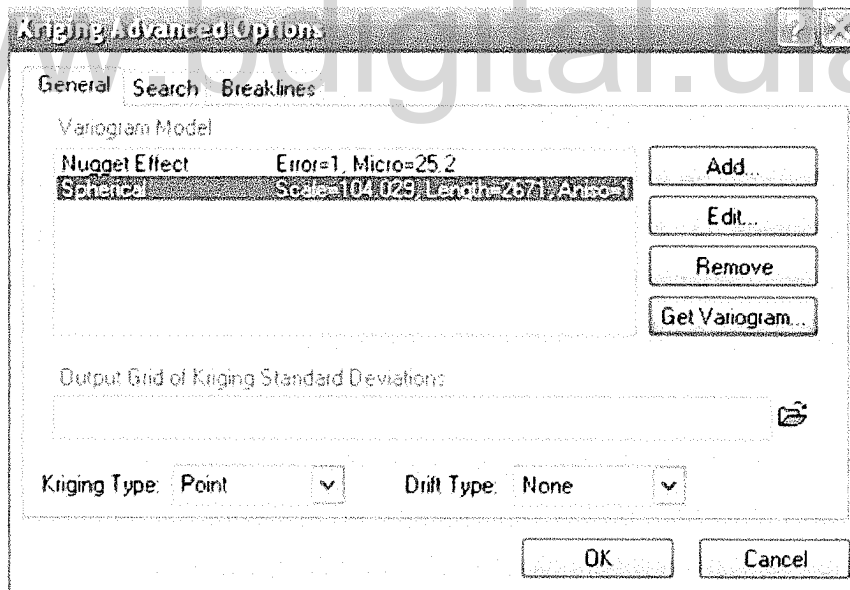 w.bdigital.ula
Kriging Advanced Options
General Search Breaklines
Variogram Model
Nugget Effect Error=1, Micro=25.2
Spherical Scale=104.029, Length=2671, Aniso=1
Add...
Edit...
Remove
Get Variogram...
Output Grid of Kriging Standard Deviations
Kriging Type: Point Drift Type: None
OK Cancel